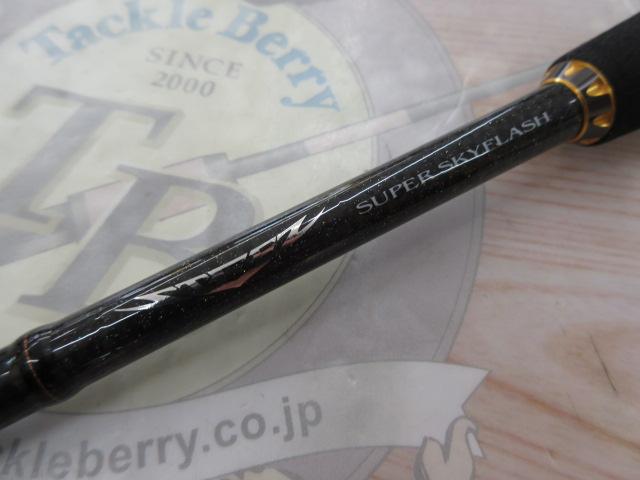 Tackle Berry
SINCE
2000
TB
SUPER SKYFLASH
ckleberry.co.jp